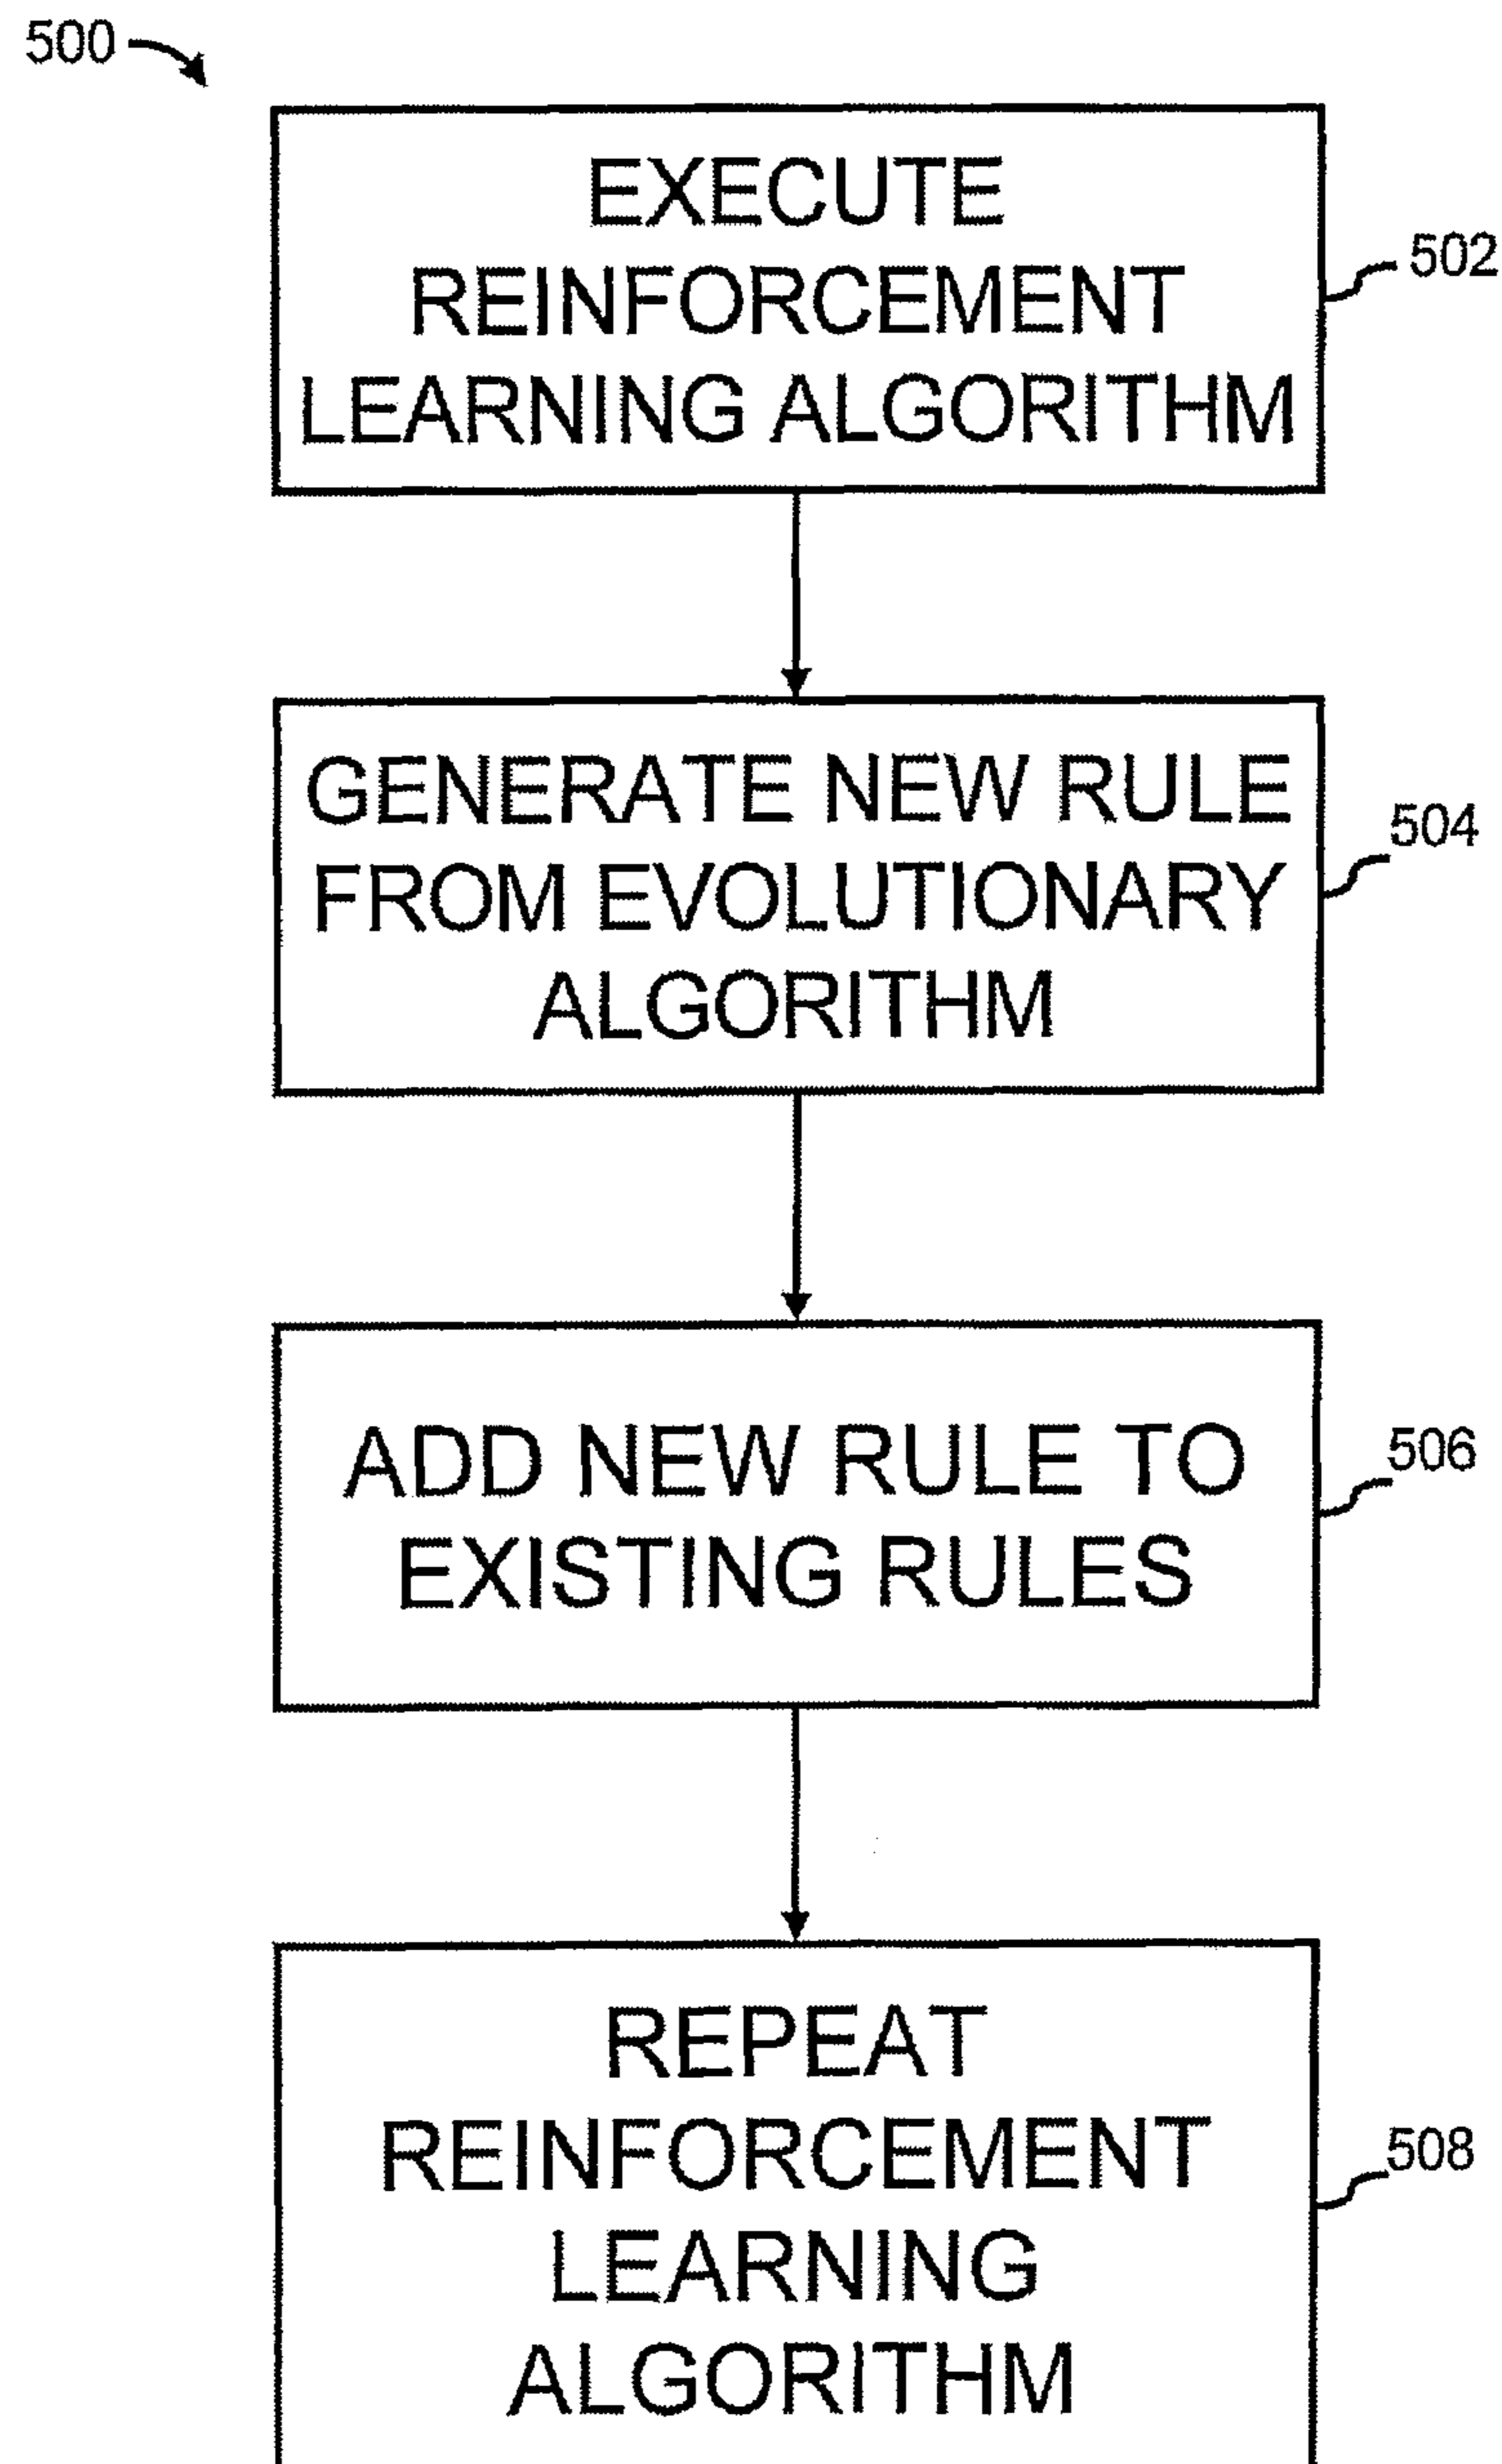 500
EXECUTE
REINFORCEMENT
LEARNING ALGORITHM
502
GENERATE NEW RULE
FROM EVOLUTIONARY
ALGORITHM
504
ADD NEW RULE TO
EXISTING RULES
506
REPEAT
REINFORCEMENT
LEARNING
ALGORITHM
508